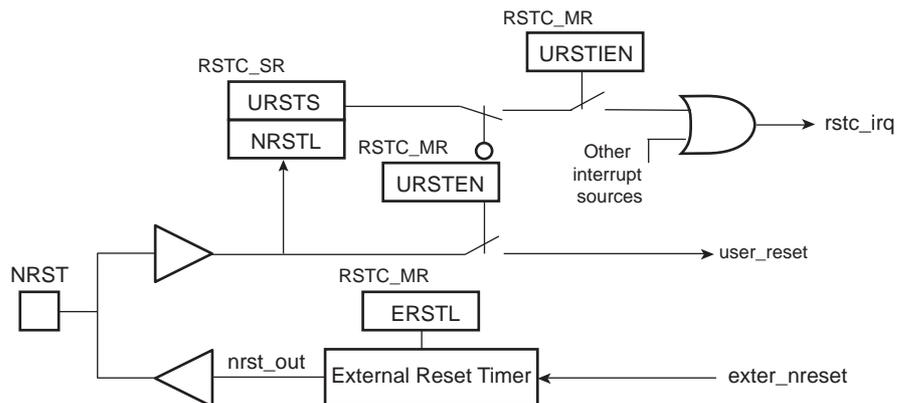 RSTC_MR
URSTIEN
RSTC_SR
URSTS
NRSTL
rstc_irq
RSTC_MR
Other
interrupt
sources
URSTEN
user_reset
NRST
RSTC_MR
ERSTL
nrst_out
External Reset Timer
exter_nreset